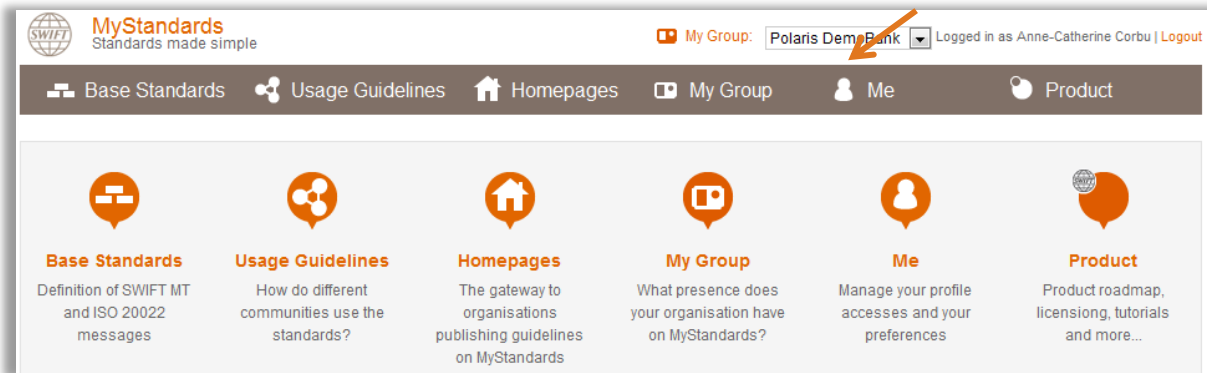 SWIFT
MyStandards
Standards made simple
My Group: Polaris DemoBank Logged in as Anne-Catherine Corbu | Logout
Base Standards Usage Guidelines Homepages My Group Me Product
SWIFT
Base Standards Usage Guidelines Homepages My Group Me Product
Definition of SWIFT MT How do different The gateway to What presence does Manage your profile Product roadmap,
and ISO 20022 communities use the organisations your organisation have accesses and your licensiong, tutorials
messages standards? publishing guidelines on MyStandards? preferences and more...
on MyStandards